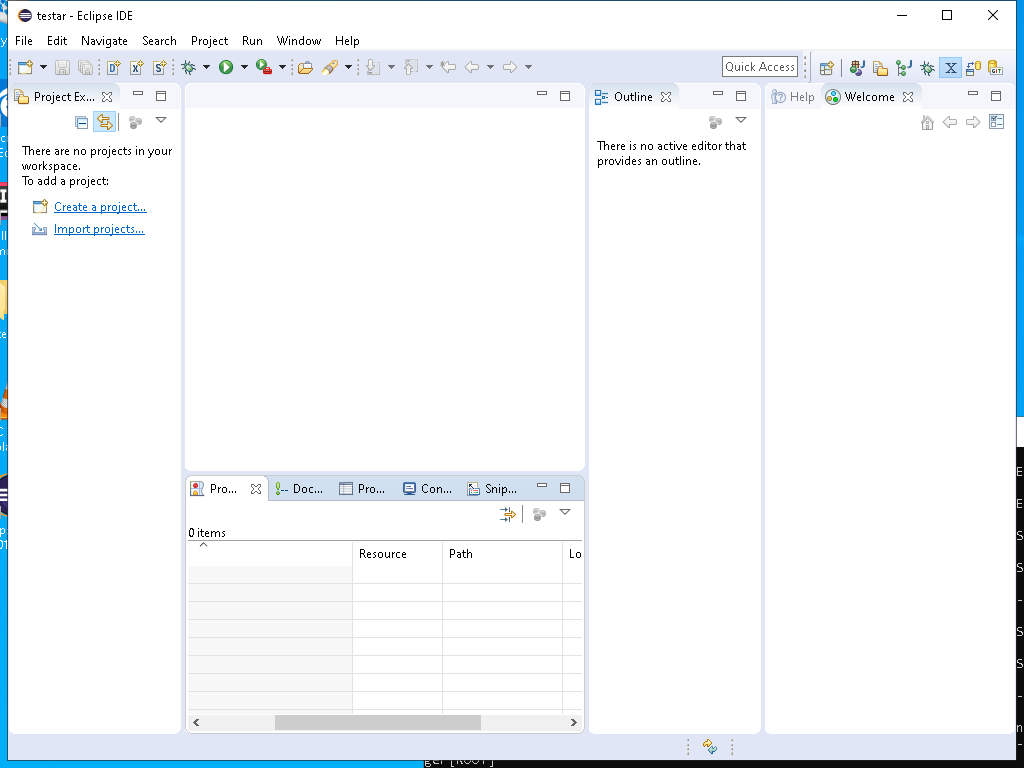 testar - Eclipse IDE
File Edit Navigate Search Project Run Window Help
Quick Access
Project Ex...
There are no projects in your
workspace.
To add a project:
Create a project...
Import projects...
Outline
There is no active editor that
provides an outline.
Help
Welcome
Pro...
Doc...
Pro...
Con...
Snip...
0 items
Resource Path Lo